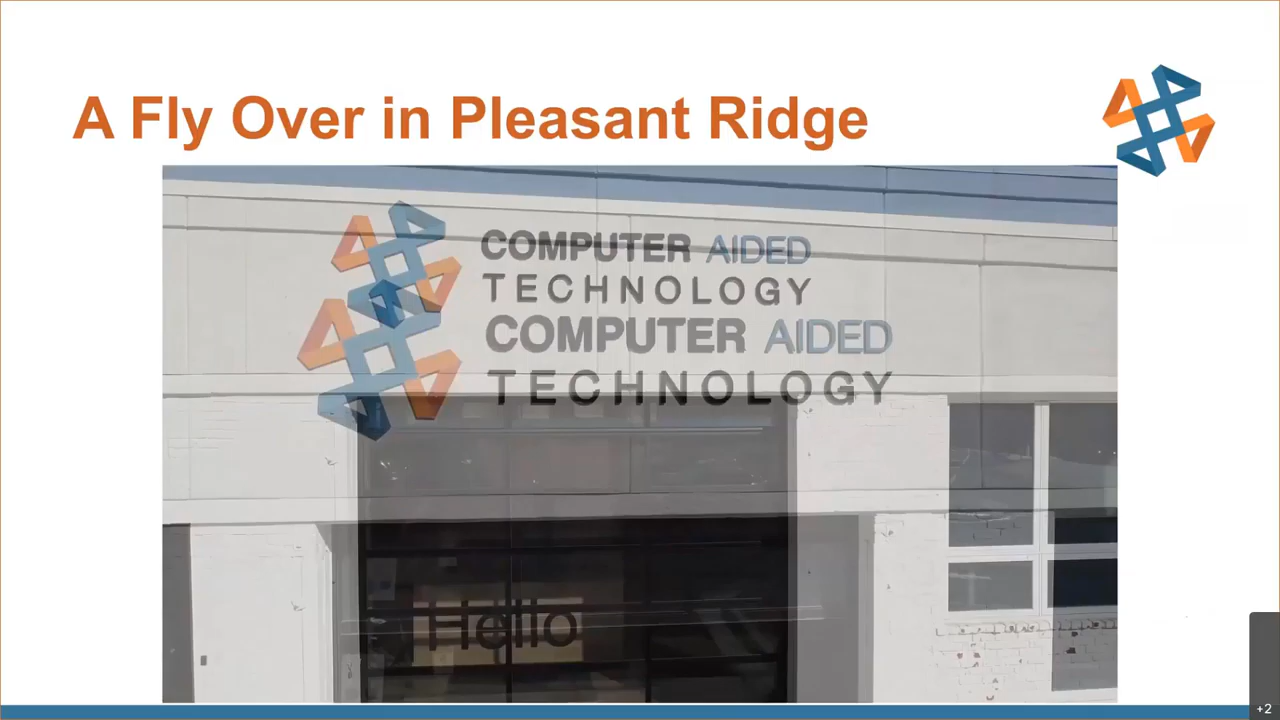 A Fly Over in Pleasant Ridge
COMPUTER AIDED
TECHNOLOGY
COMPUTER AIDED
TECHNOLOGY
Hello
+2